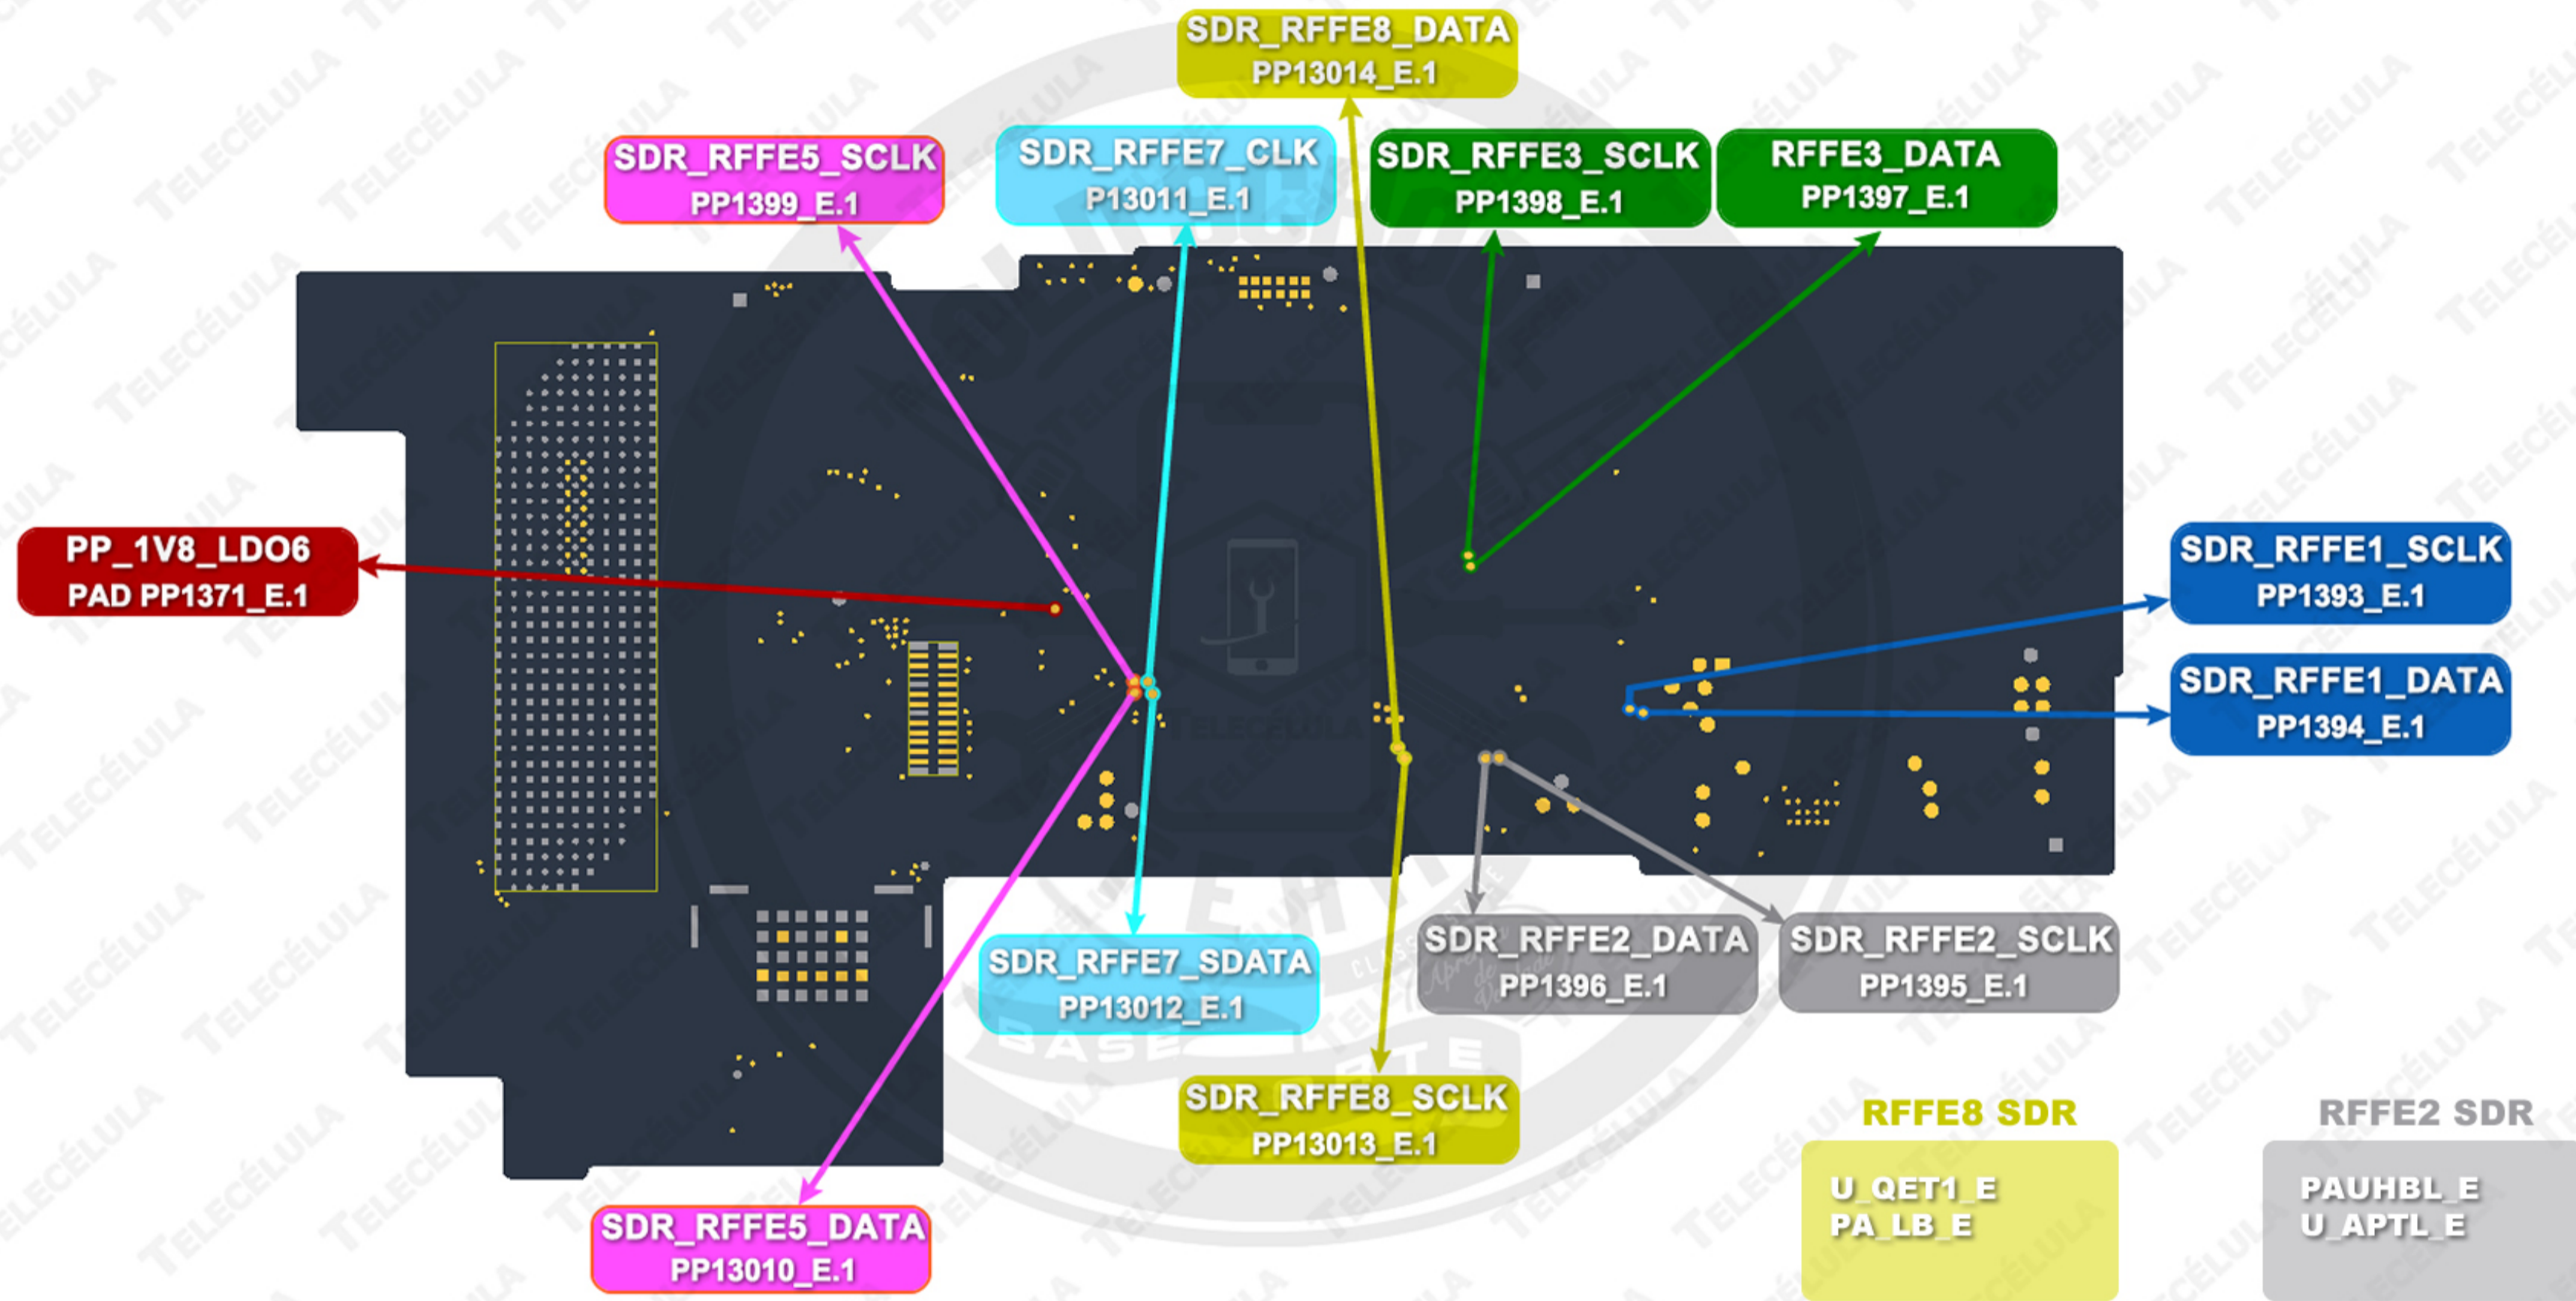 SDR_RFFE8_DATA
PP13014_E.1
SDR_RFFE5_SCLK
PP1399_E.1
SDR_RFFE7_CLK
P13011_E.1
SDR_RFFE3_SCLK
PP1398_E.1
RFFE3_DATA
PP1397_E.1
PP_1V8_LDO6
PAD PP1371_E.1
SDR_RFFE1_SCLK
PP1393_E.1
SDR_RFFE1_DATA
PP1394_E.1
TELECÉLULA
SDR_RFFE7_SDATA
PP13012_E.1
SDR_RFFE2_DATA
PP1396_E.1
SDR_RFFE2_SCLK
PP1395_E.1
BASE
SDR_RFFE8_SCLK
PP13013_E.1
SDR_RFFE5_DATA
PP13010_E.1
RFFE8 SDR
U_QET1_E
PA_LB_E
RFFE2 SDR
PAUHBL_E
U_APTL_E